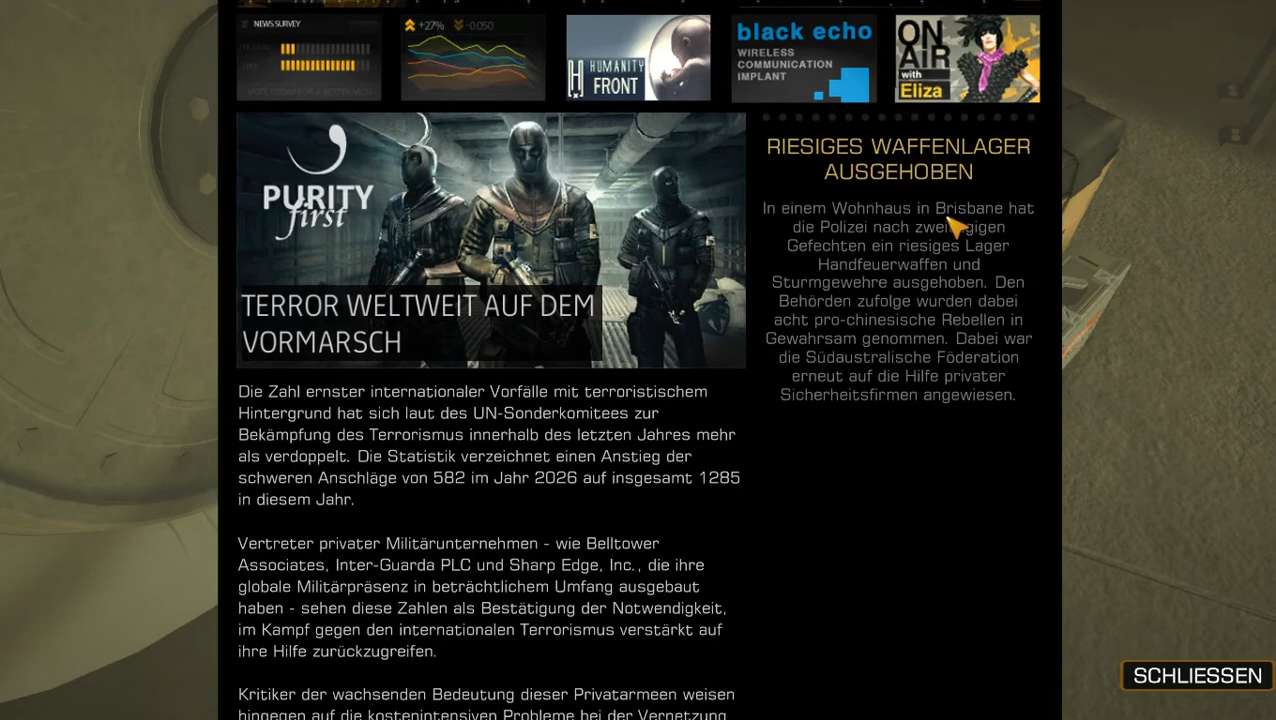 NEWS SURVEY
+27% -0.050
HUMANITY
FRONT
black echo
WIRELESS
COMMUNICATION
IMPLANT
ON
AIR
with
Eliza
PURITY
first
TERROR WELTWEIT AUF DEM
VORMARSCH
Die Zahl ernster internationaler Vorfälle mit terroristischem
Hintergrund hat sich laut des UN-Sonderkomitees zur
Bekämpfung des Terrorismus innerhalb des letzten Jahres mehr
als verdoppelt. Die Statistik verzeichnet einen Anstieg der
schweren Anschläge von 582 im Jahr 2026 auf insgesamt 1285
in diesem Jahr.
Vertreter privater Militärunternehmen - wie Belltower
Associates, Inter-Guarda PLC und Sharp Edge, Inc., die ihre
globale Militärpräsenz in beträchtlichem Umfang ausgebaut
haben - sehen diese Zahlen als Bestätigung der Notwendigkeit,
im Kampf gegen den internationalen Terrorismus verstärkt auf
ihre Hilfe zurückzugreifen.
Kritiker der wachsenden Bedeutung dieser Privatarmeen weisen
hingegen auf die kostenintensiven Probleme bei der Vernetzung
RIESIGES WAFFENLAGER
AUSGEHOBEN
In einem Wohnhaus in Brisbane hat
die Polizei nach
Gefechten ein riesiges Lager
Handfeuerwaffen und
Sturmgewehre ausgehoben. Den
Behörden zufolge wurden dabei
acht pro-chinesische Rebellen in
Gewahrsam genommen. Dabei war
die Südaustralische Föderation
erneut auf die Hilfe privater
Sicherheitsfirmen angewiesen.
SCHLIESSEN